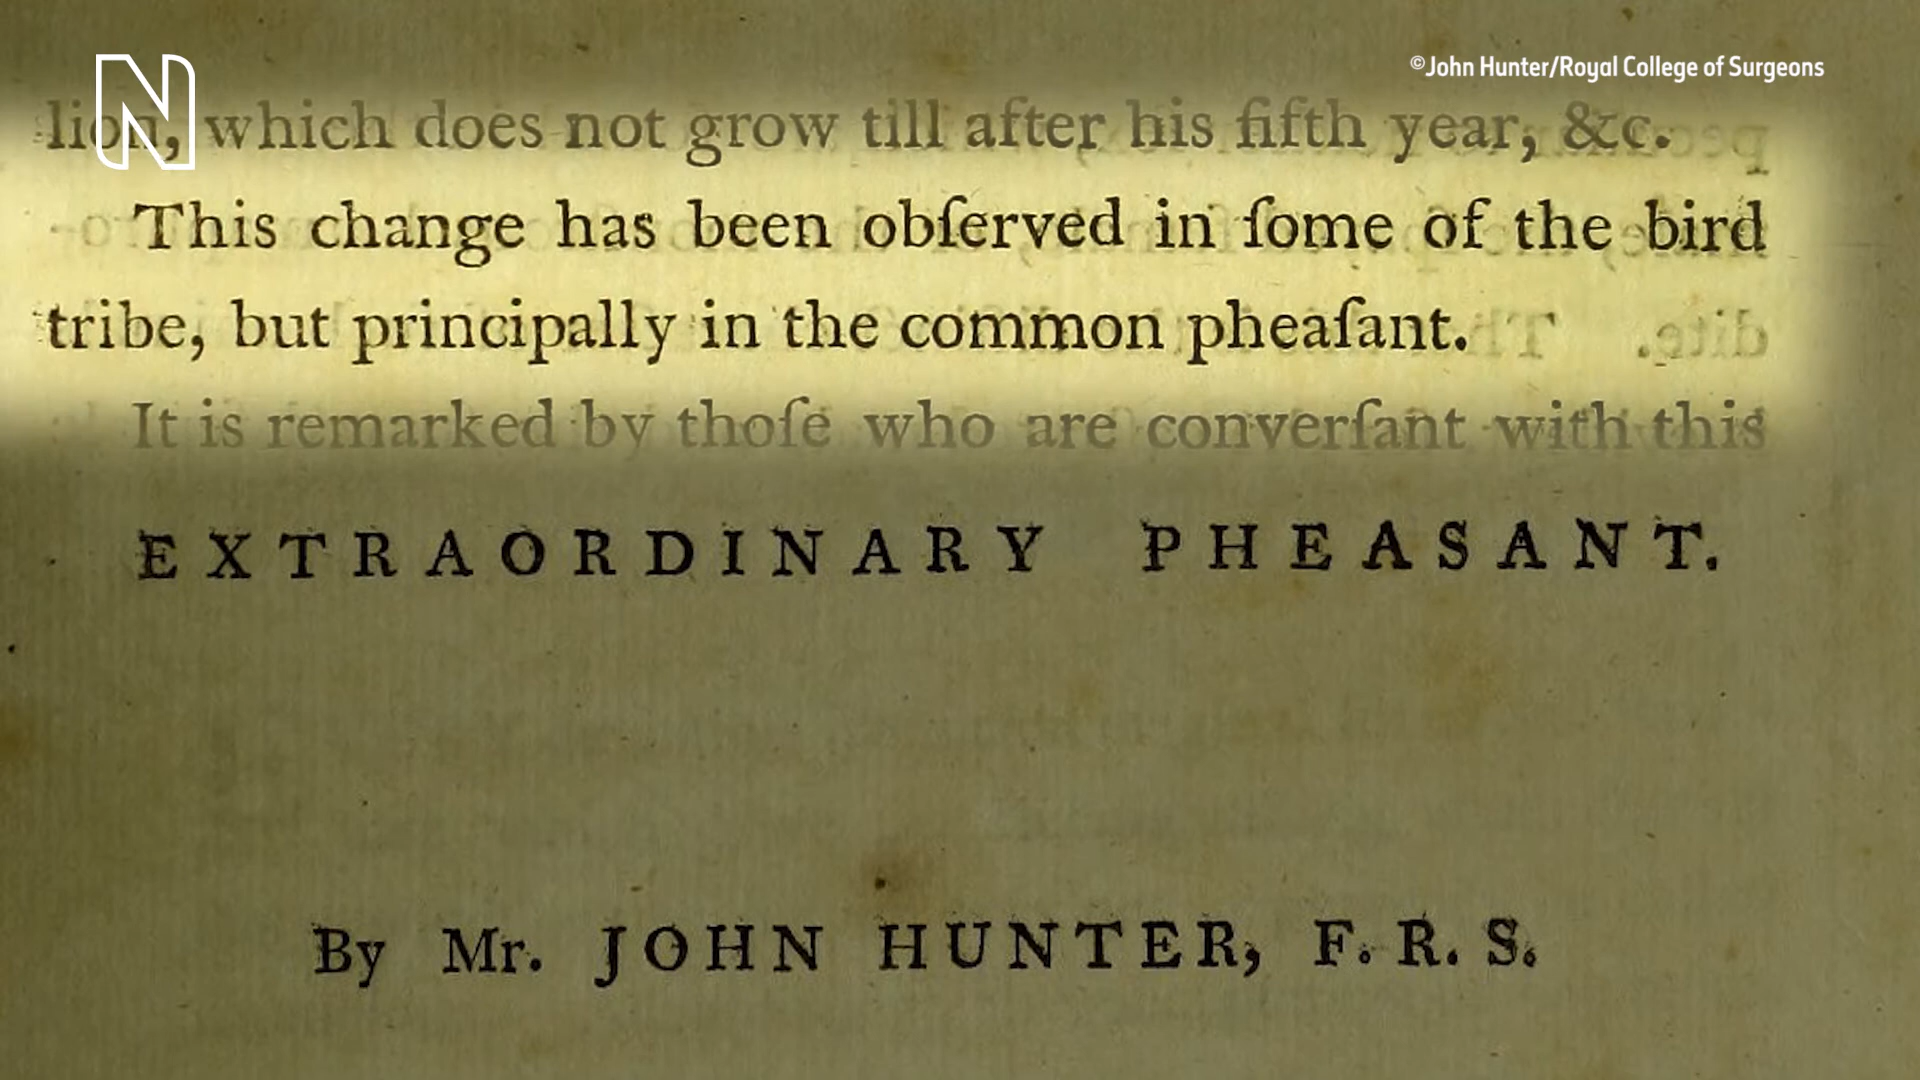 ©John Hunter/Royal College of Surgeons
N
lion, which does not grow till after his fifth year, &c.
This change has been obſerved in ſome of the bird
tribe, but principally in the common pheaſant.
It is remarked by thoſe who are converſant with this
EXTRAORDINARY PHEASANT.
By Mr. JOHN HUNTER, F. R. S.